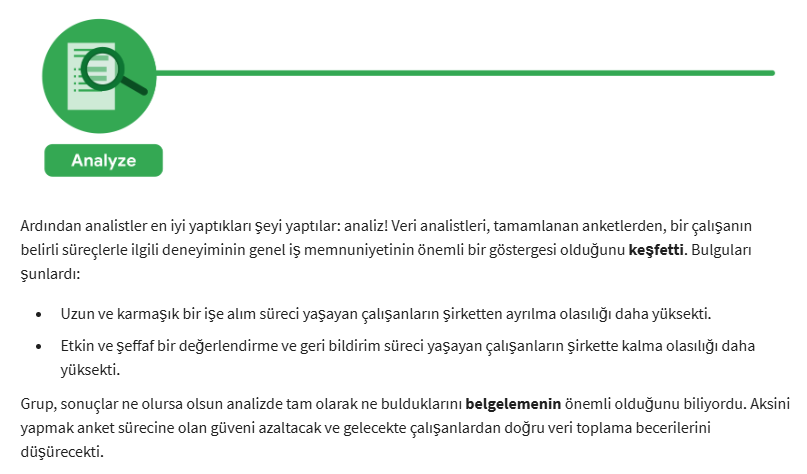 Analyze
Ardından analistler en iyi yaptıkları şeyi yaptılar: analiz! Veri analistleri, tamamlanan anketlerden, bir çalışanın
belirli süreçlerle ilgili deneyiminin genel iş memnuniyetinin önemli bir göstergesi olduğunu keşfetti. Bulguları
şunlardı:
• Uzun ve karmaşık bir işe alım süreci yaşayan çalışanların şirketten ayrılma olasılığı daha yüksekti.
• Etkin ve şeffaf bir değerlendirme ve geri bildirim süreci yaşayan çalışanların şirkette kalma olasılığı daha
yüksekti.
Grup, sonuçlar ne olursa olsun analizde tam olarak ne bulduklarını belgelemenin önemli olduğunu biliyordu. Aksini
yapmak anket sürecine olan güveni azaltacak ve gelecekte çalışanlardan doğru veri toplama becerilerini
düşürecekti.